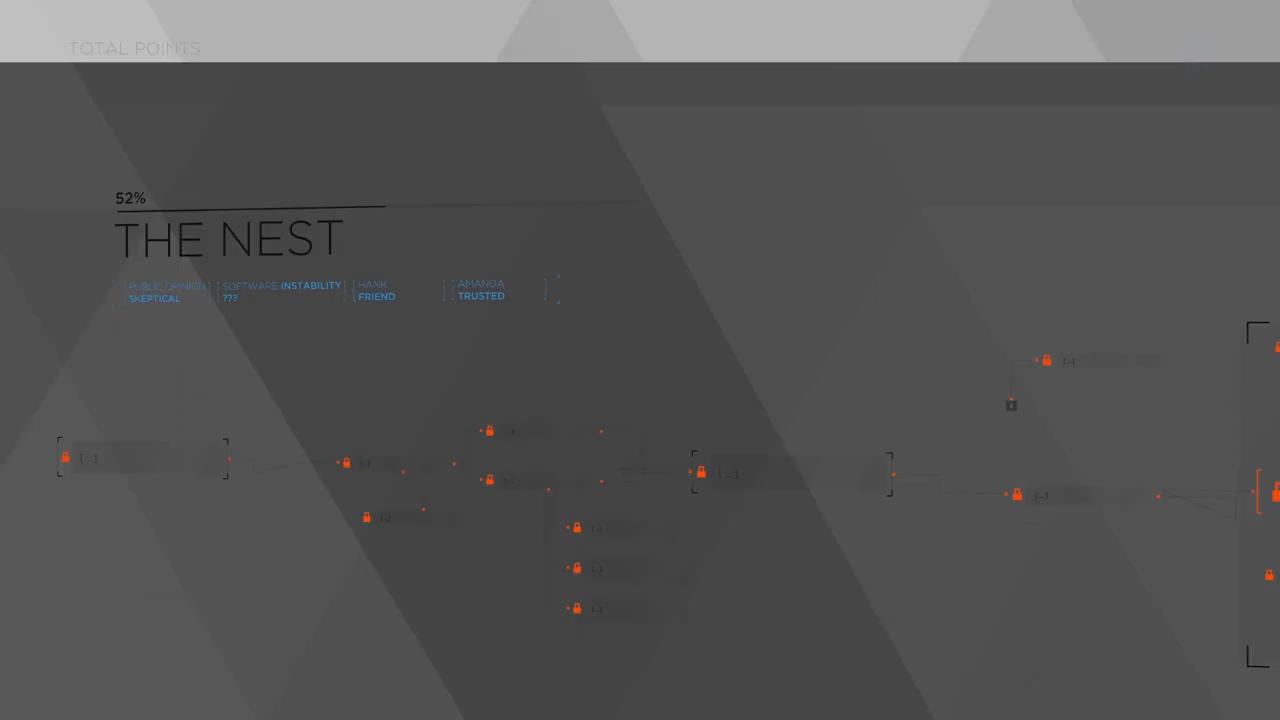 TOTAL POINTS
52%
THE NEST
PUBLIC OPINION
SKEPTICAL
SOFTWARE INSTABILITY
???
HANK
FRIEND
AMANDA
TRUSTED
[...]
[...]
[...]
[...]
[...]
[...]
[...]
[...]
[...]
[...]
[...]